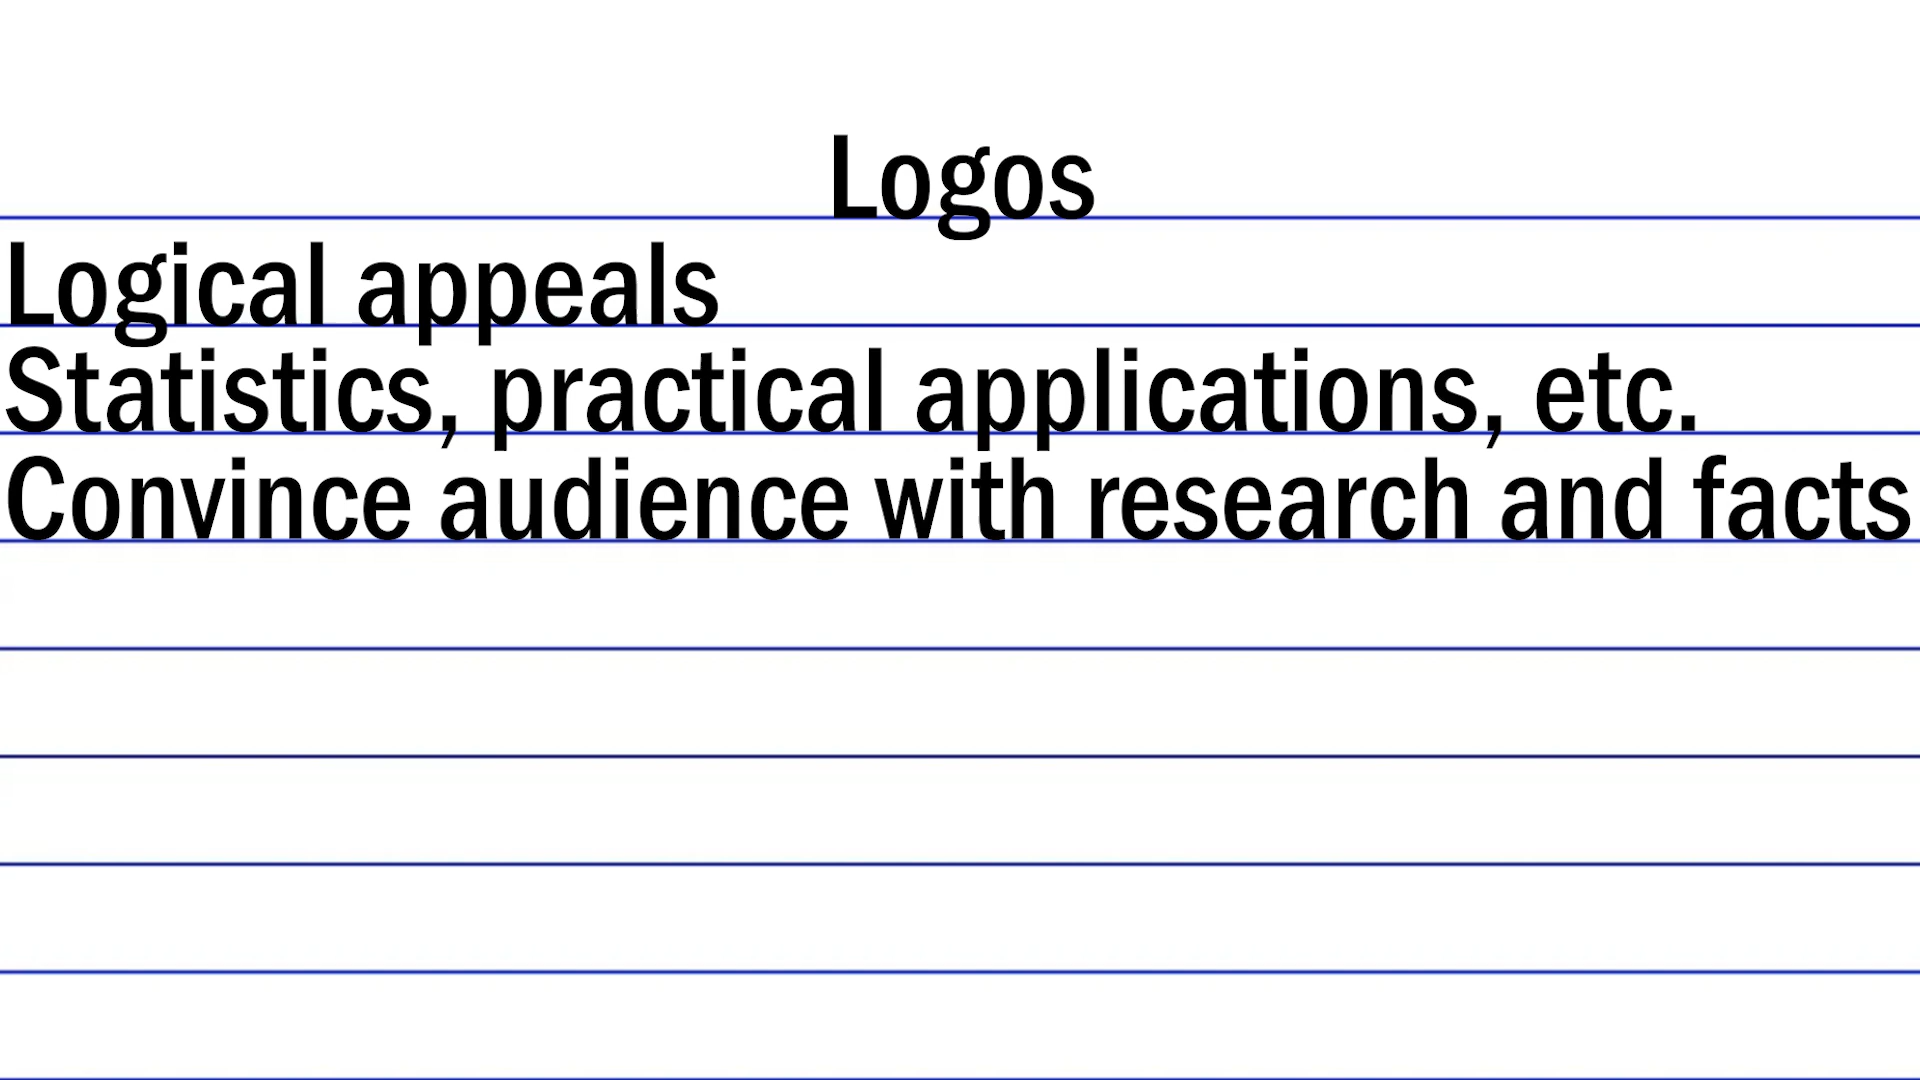 Logos
Logical appeals
Statistics, practical applications, etc.
Convince audience with research and facts